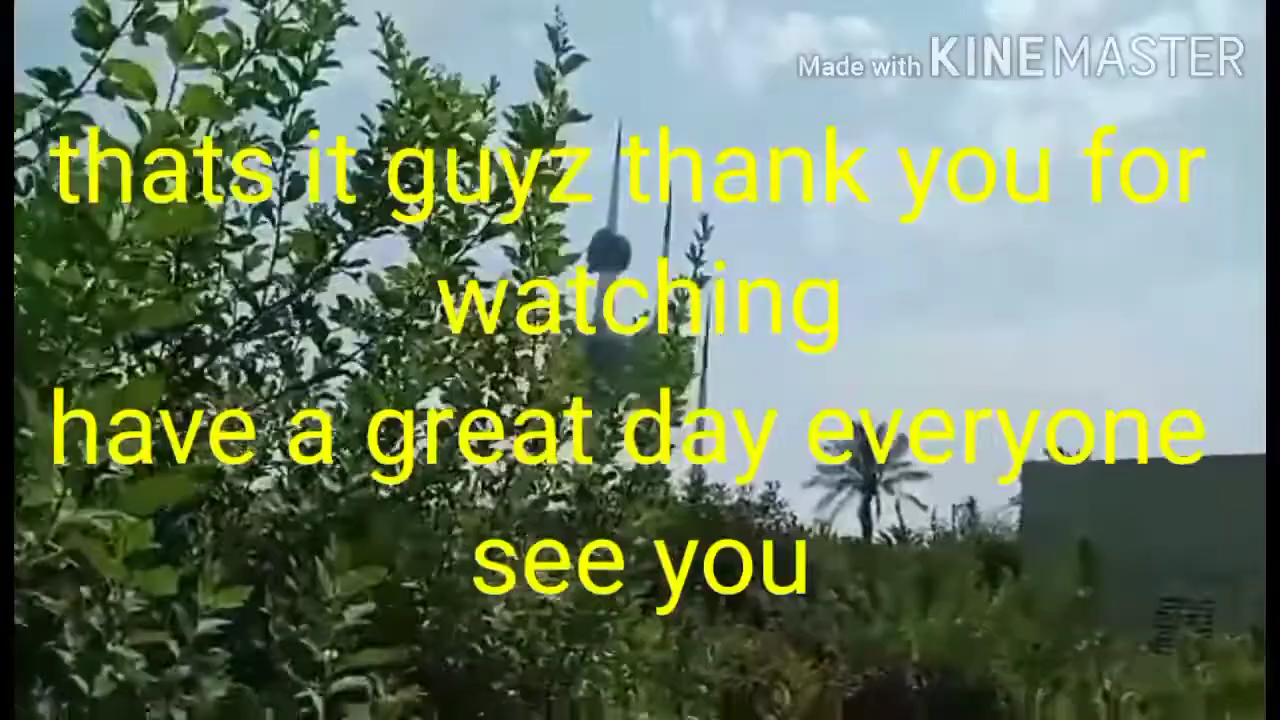 Made with KINEMASTER
thats it guyz thank you for
watching
have a great day everyone
see you